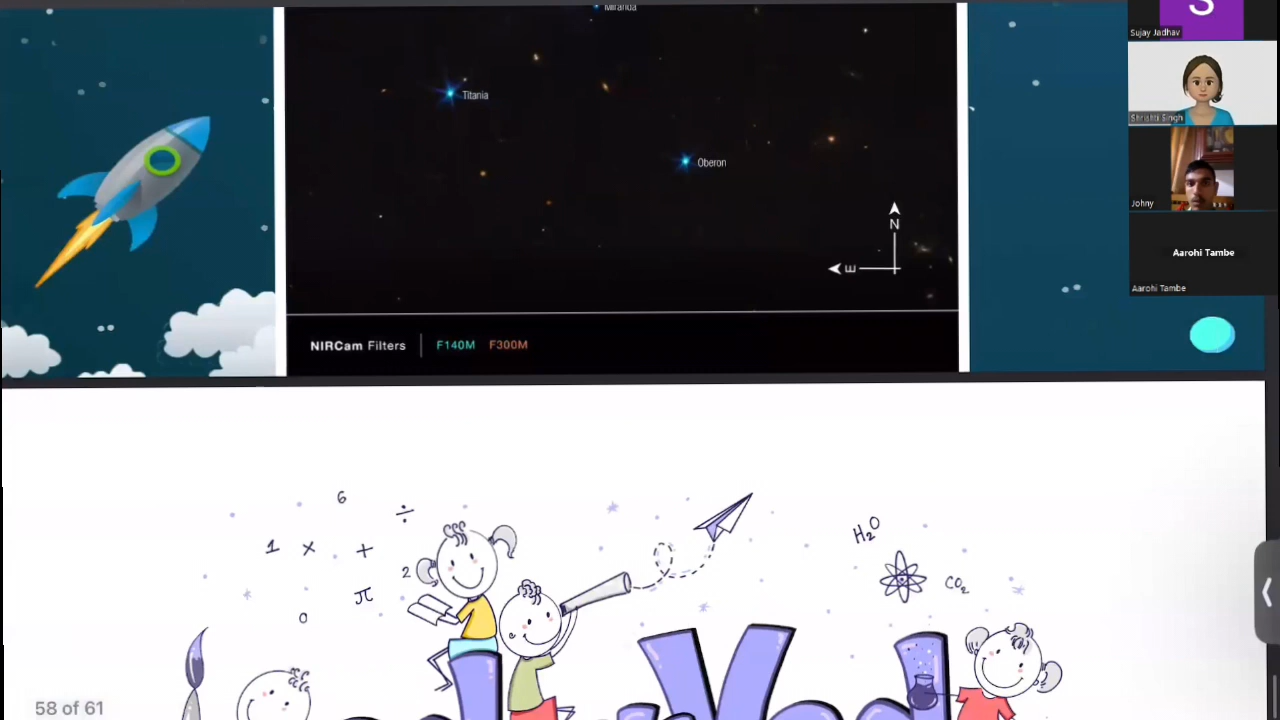 Miranda
S
Sujay Jadhav
Titania
Shristi Singh
Oberon
Johny
N
E
Aarohi Tambe
Aarohi Tambe
NIRCam Filters | F140M F300M
6
÷
1 x +
H₂O
2
π
CO₂
0
58 of 61